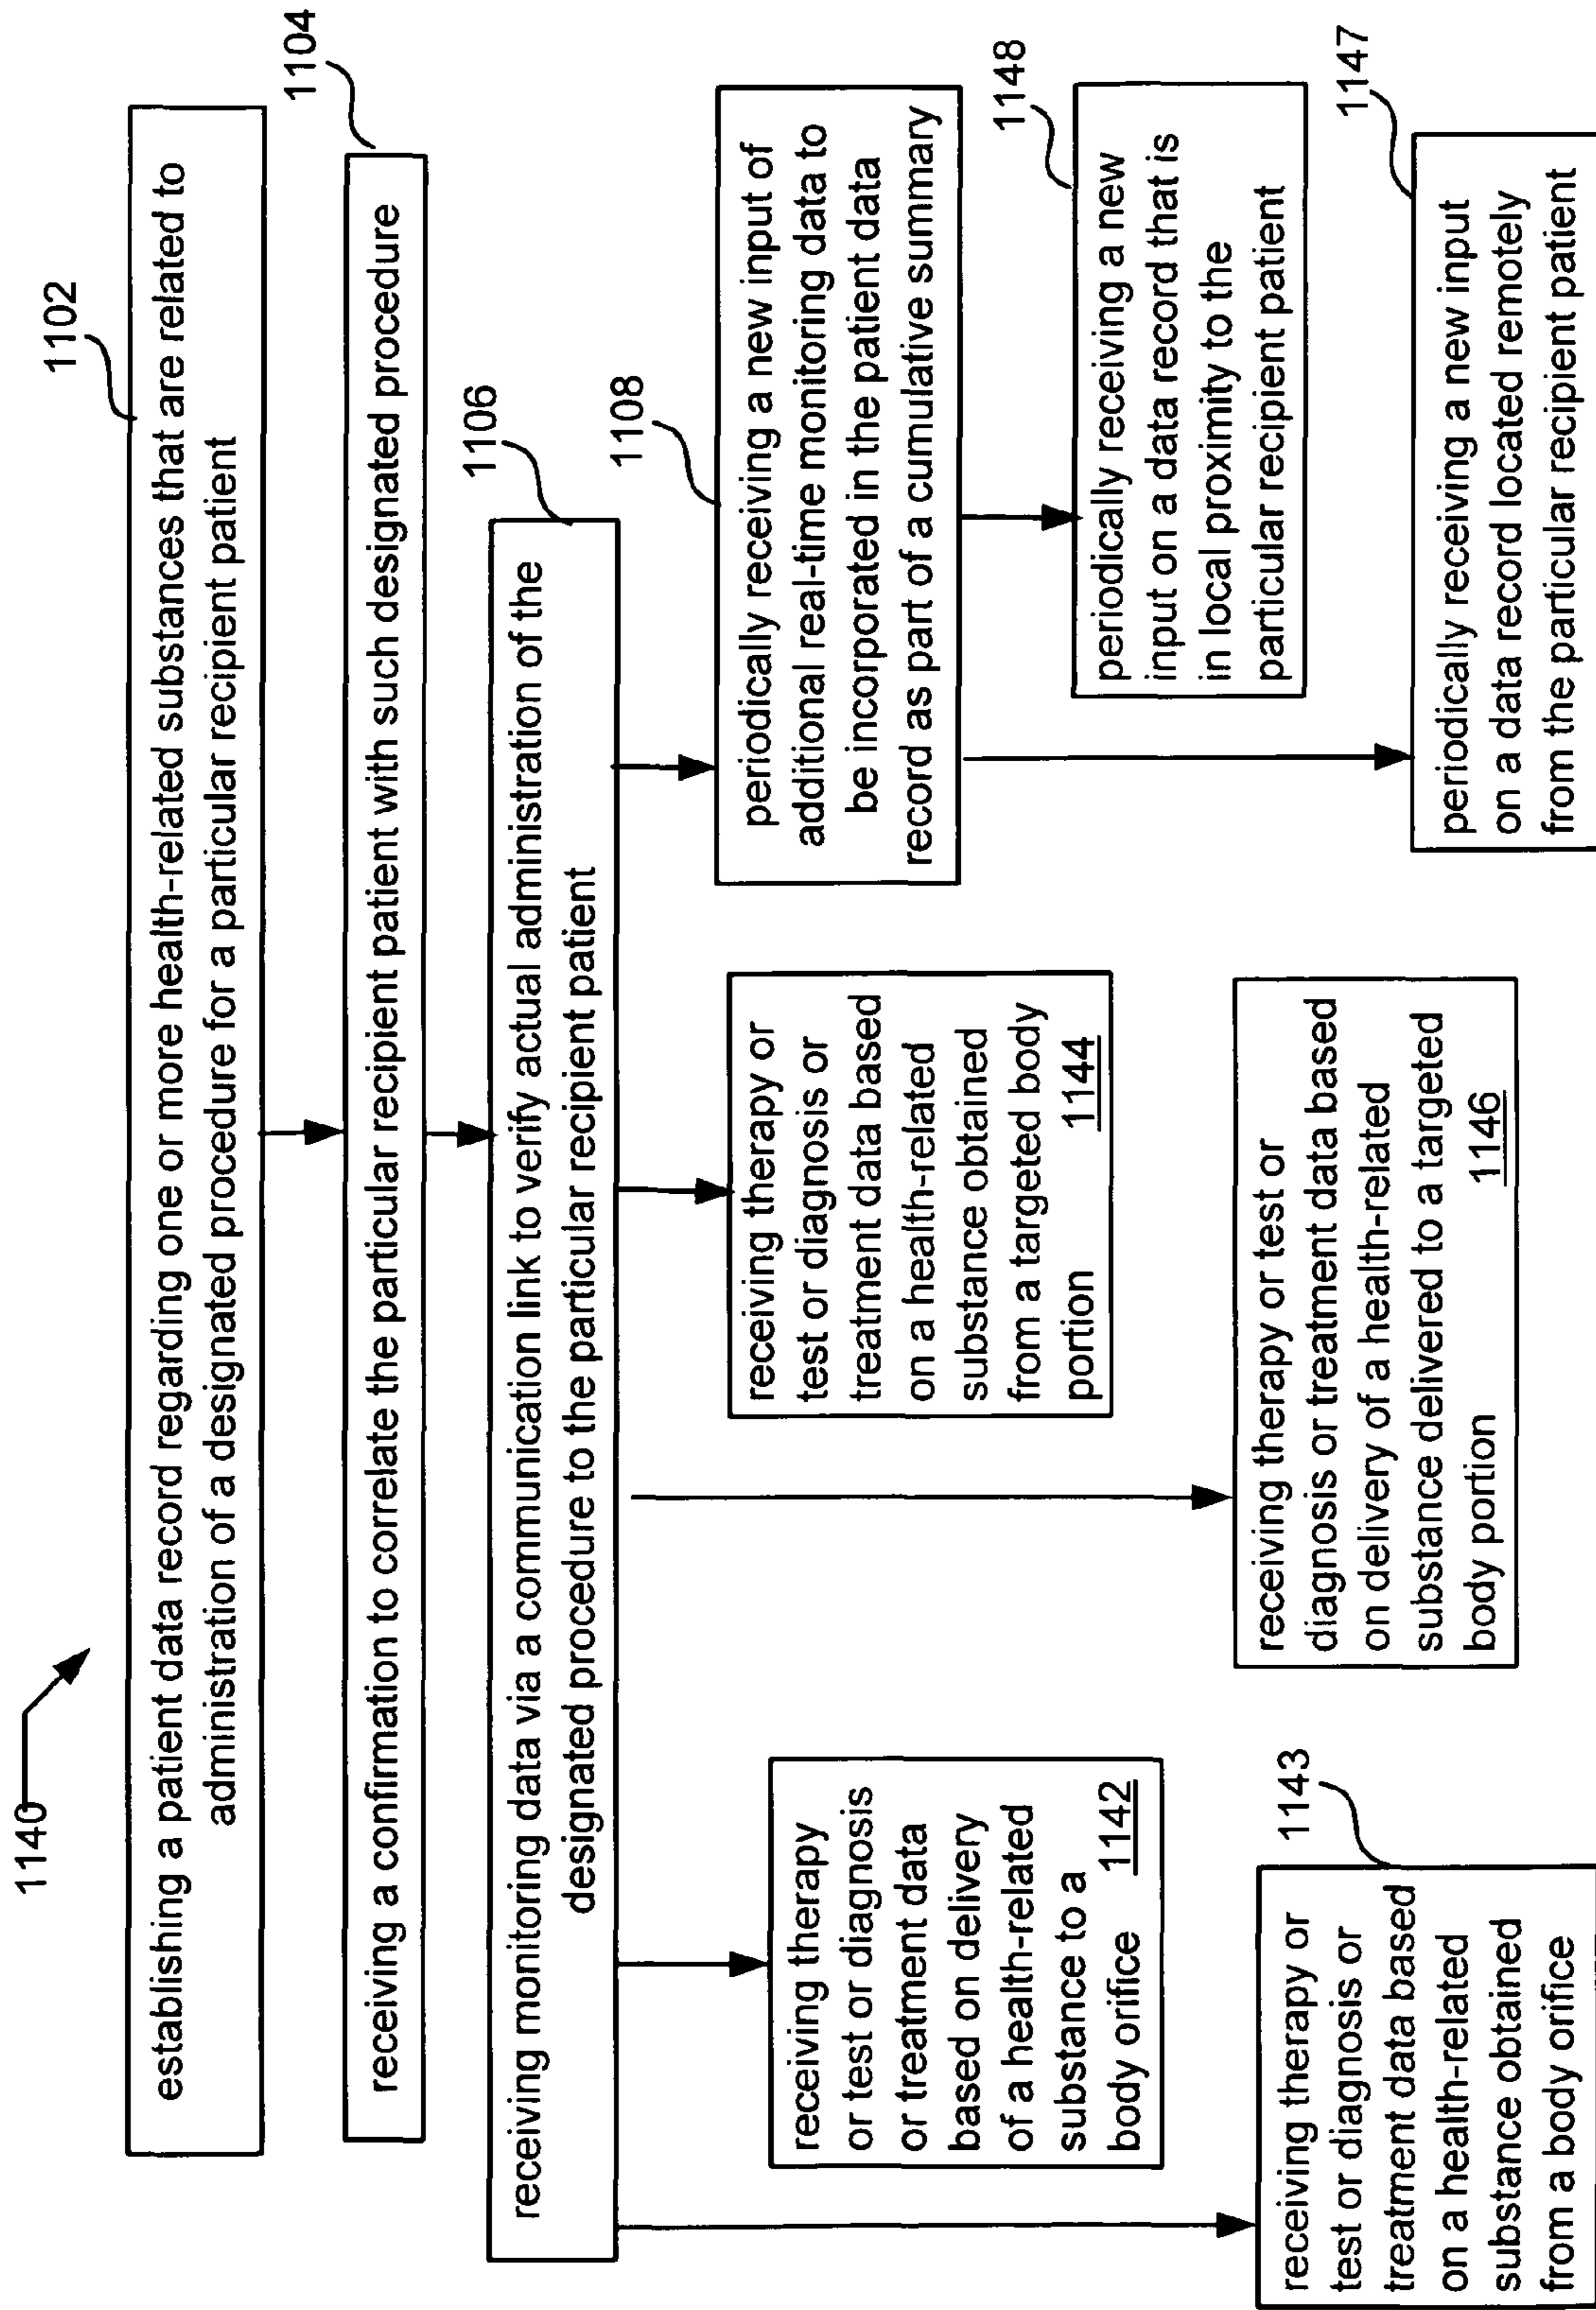 1140
1102
establishing a patient data record regarding one or more health-related substances that are related to
administration of a designated procedure for a particular recipient patient
1104
receiving a confirmation to correlate the particular recipient patient with such designated procedure
1106
receiving monitoring data via a communication link to verify actual administration of the
designated procedure to the particular recipient patient
1108
periodically receiving a new input of
additional real-time monitoring data to
be incorporated in the patient data
record as part of a cumulative summary
receiving therapy
or test or diagnosis
or treatment data
based on delivery
of a health-related
substance to a
body orifice 1142
1143
receiving therapy or
test or diagnosis or
treatment data based
on a health-related
substance obtained
from a body orifice
receiving therapy or
test or diagnosis or
treatment data based
on a health-related
substance obtained
from a targeted body
portion 1144
receiving therapy or test or
diagnosis or treatment data based
on delivery of a health-related
substance delivered to a targeted
body portion 1146
1148
periodically receiving a new
input on a data record that is
in local proximity to the
particular recipient patient
1147
periodically receiving a new input
on a data record located remotely
from the particular recipient patient